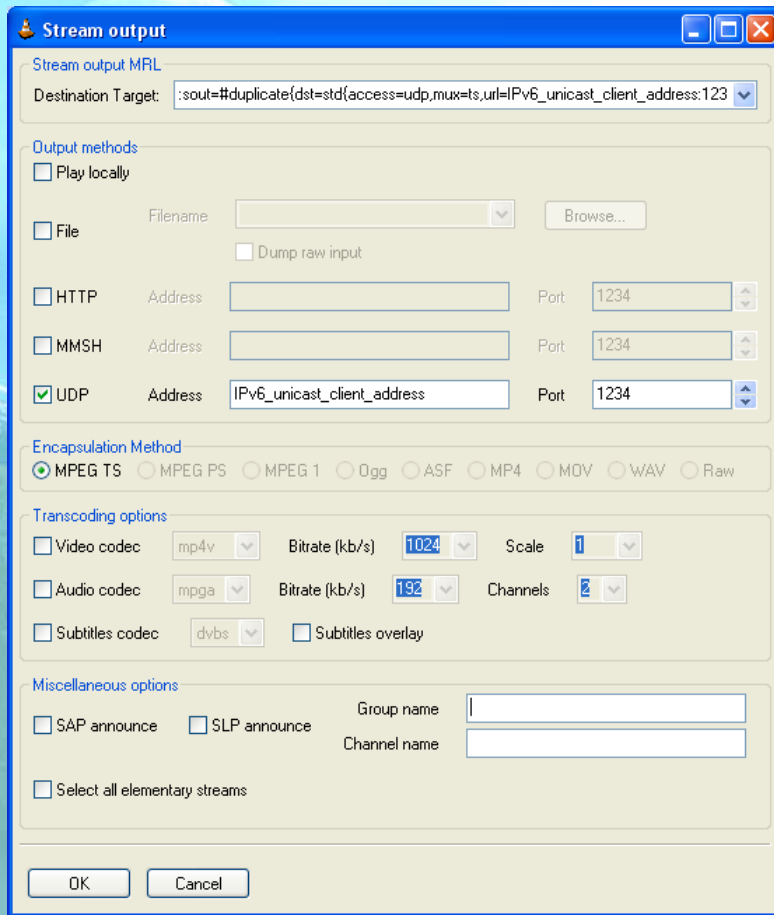 Stream output
Stream output MRL
Destination Target: :sout=#duplicate{dst=std{access=udp,mux=ts,url=IPv6_unicast_client_address:123
Output methods
Play locally
File Filename Browse...
Dump raw input
HTTP Address Port 1234
MMSH Address Port 1234
UDP Address IPv6_unicast_client_address Port 1234
Encapsulation Method
MPEG TS MPEG PS MPEG 1 Ogg ASF MP4 MOV WAV Raw
Transcoding options
Video codec mp4v Bitrate (kb/s) 1024 Scale 1
Audio codec mpga Bitrate (kb/s) 192 Channels 2
Subtitles codec dvbs Subtitles overlay
Miscellaneous options
SAP announce SLP announce Group name
Channel name
Select all elementary streams
OK Cancel